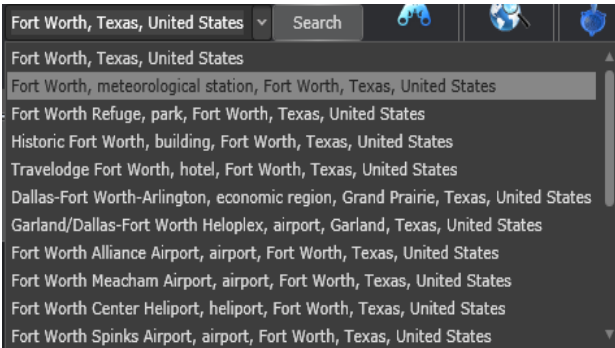 Fort Worth, Texas, United States Search
Fort Worth, Texas, United States
Fort Worth, meteorological station, Fort Worth, Texas, United States
Fort Worth Refuge, park, Fort Worth, Texas, United States
Historic Fort Worth, building, Fort Worth, Texas, United States
Travelodge Fort Worth, hotel, Fort Worth, Texas, United States
Dallas-Fort Worth-Arlington, economic region, Grand Prairie, Texas, United States
Garland/Dallas-Fort Worth Heloplex, airport, Garland, Texas, United States
Fort Worth Alliance Airport, airport, Fort Worth, Texas, United States
Fort Worth Meacham Airport, airport, Fort Worth, Texas, United States
Fort Worth Center Heliport, heliport, Fort Worth, Texas, United States
Fort Worth Spinks Airport, airport, Fort Worth, Texas, United States